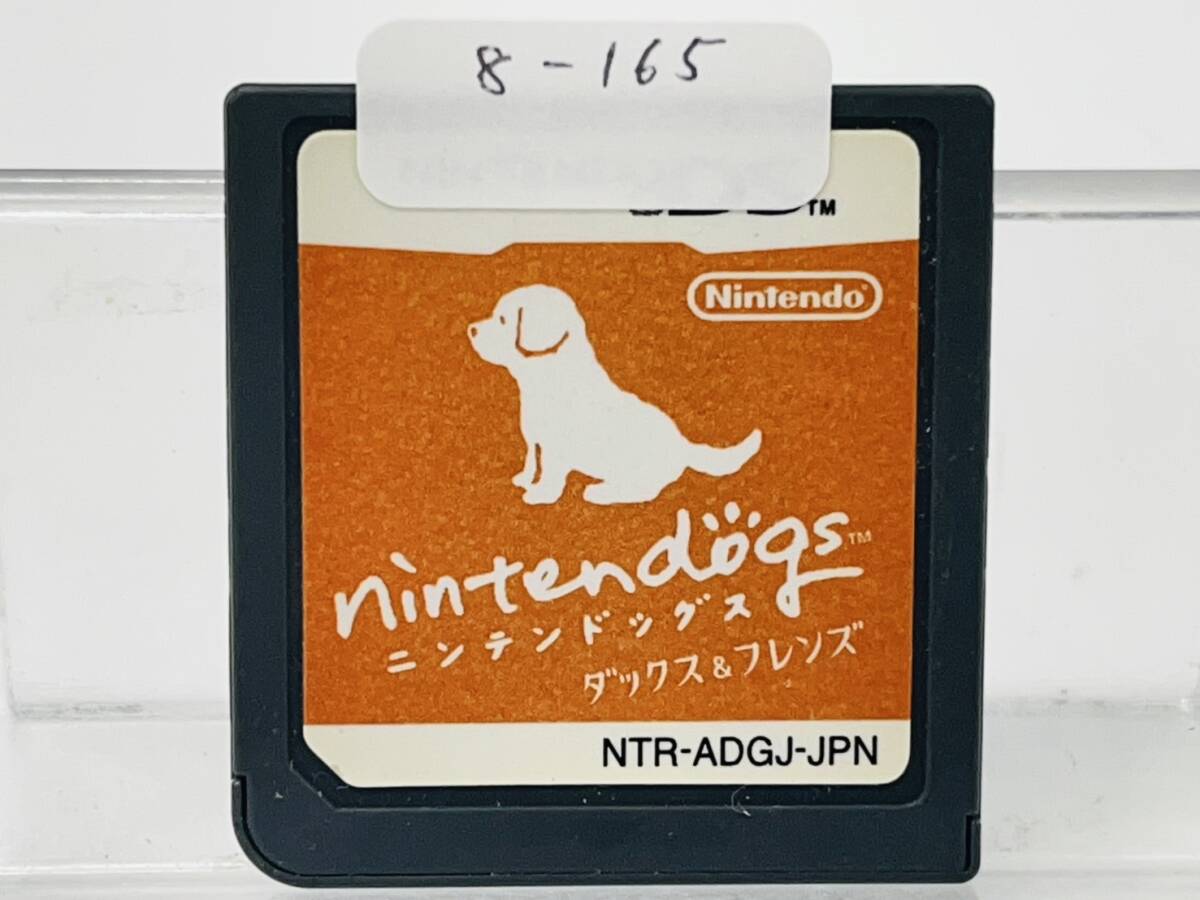 8-165
TM
Nintendo
nintendogs TM
ニンテンドッグス
ダックス&フレンズ
NTR-ADGJ-JPN